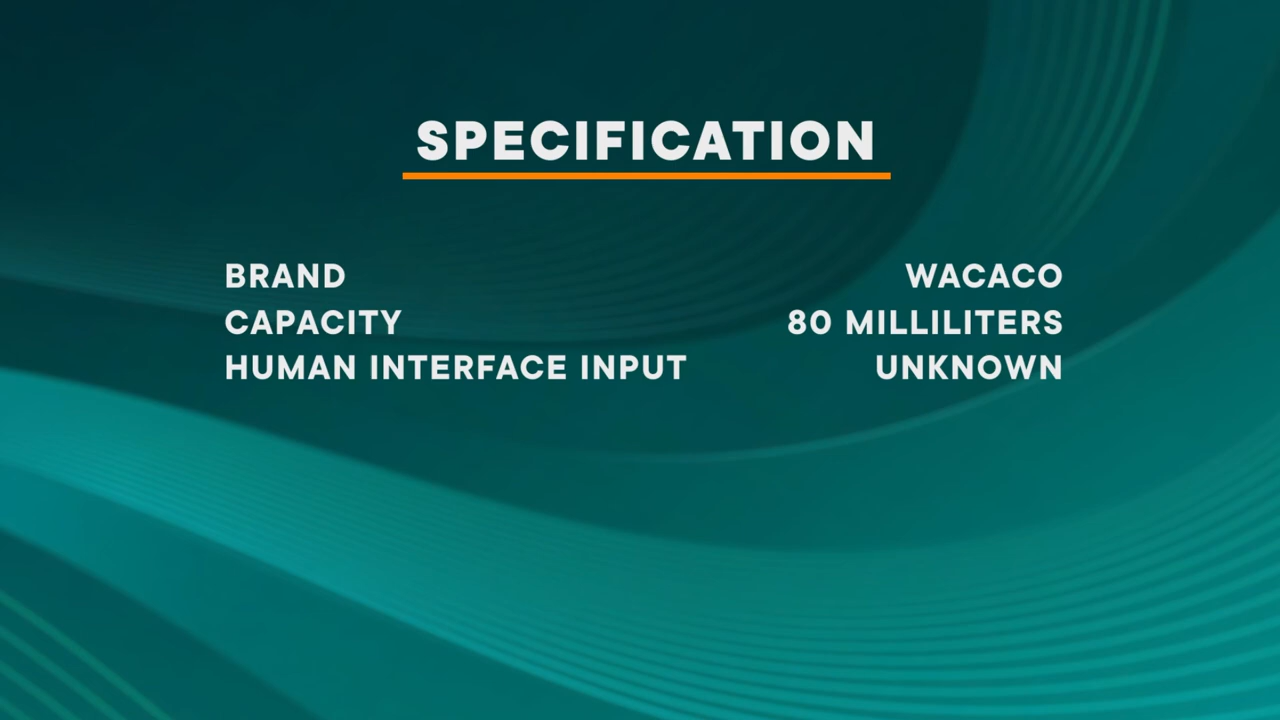 SPECIFICATION
BRAND WACACO
CAPACITY 80 MILLILITERS
HUMAN INTERFACE INPUT UNKNOWN